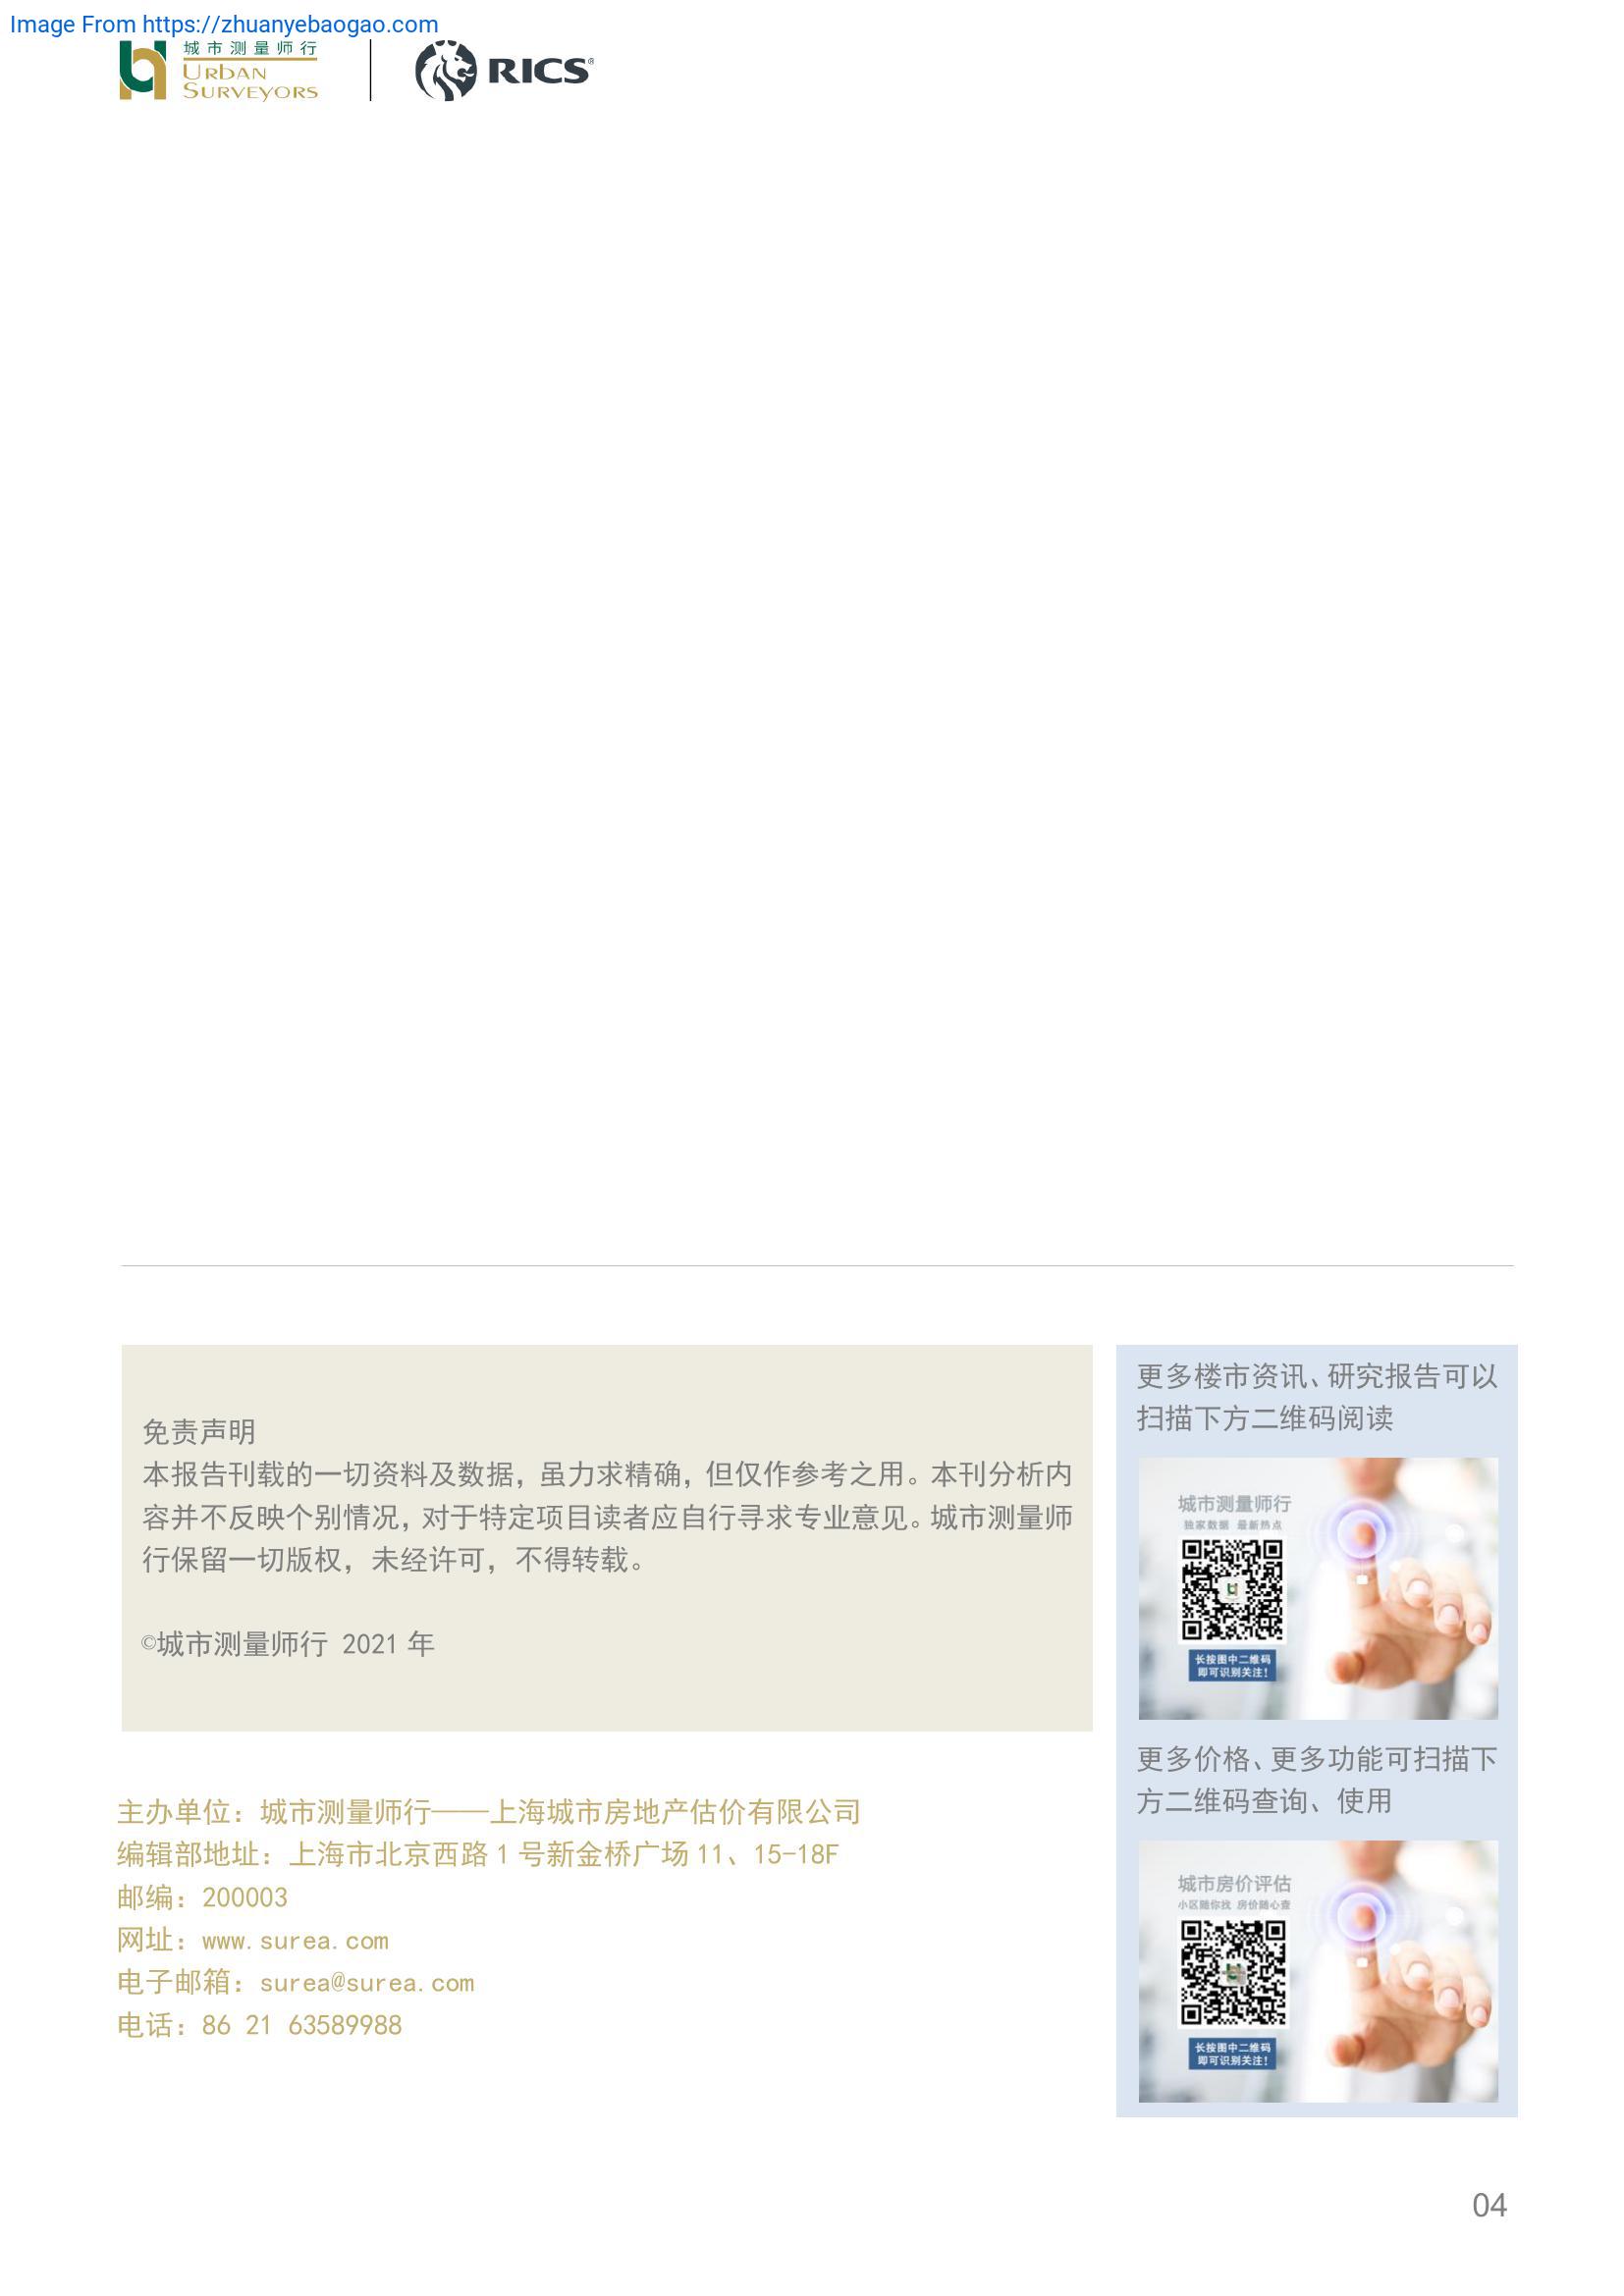 Image From https://zhuanyebaogao.com
城市测量师行
URBAN
SURVEYORS
RICS®
免责声明
本报告刊载的一切资料及数据，虽力求精确，但仅作参考之用。本刊分析内
容并不反映个别情况，对于特定项目读者应自行寻求专业意见。城市测量师
行保留一切版权，未经许可，不得转载。
©城市测量师行 2021 年
主办单位：城市测量师行——上海城市房地产估价有限公司
编辑部地址：上海市北京西路 1 号新金桥广场 11、15-18F
邮编：200003
网址：www.surea.com
电子邮箱：surea@surea.com
电话：86 21 63589988
更多楼市资讯、研究报告可以
扫描下方二维码阅读
城市测量师行
独家数据 最新热点
长按图中二维码
即可识别关注!
更多价格、更多功能可扫描下
方二维码查询、使用
城市房价评估
小区随你找 房价随心查
长按图中二维码
即可识别关注!
04